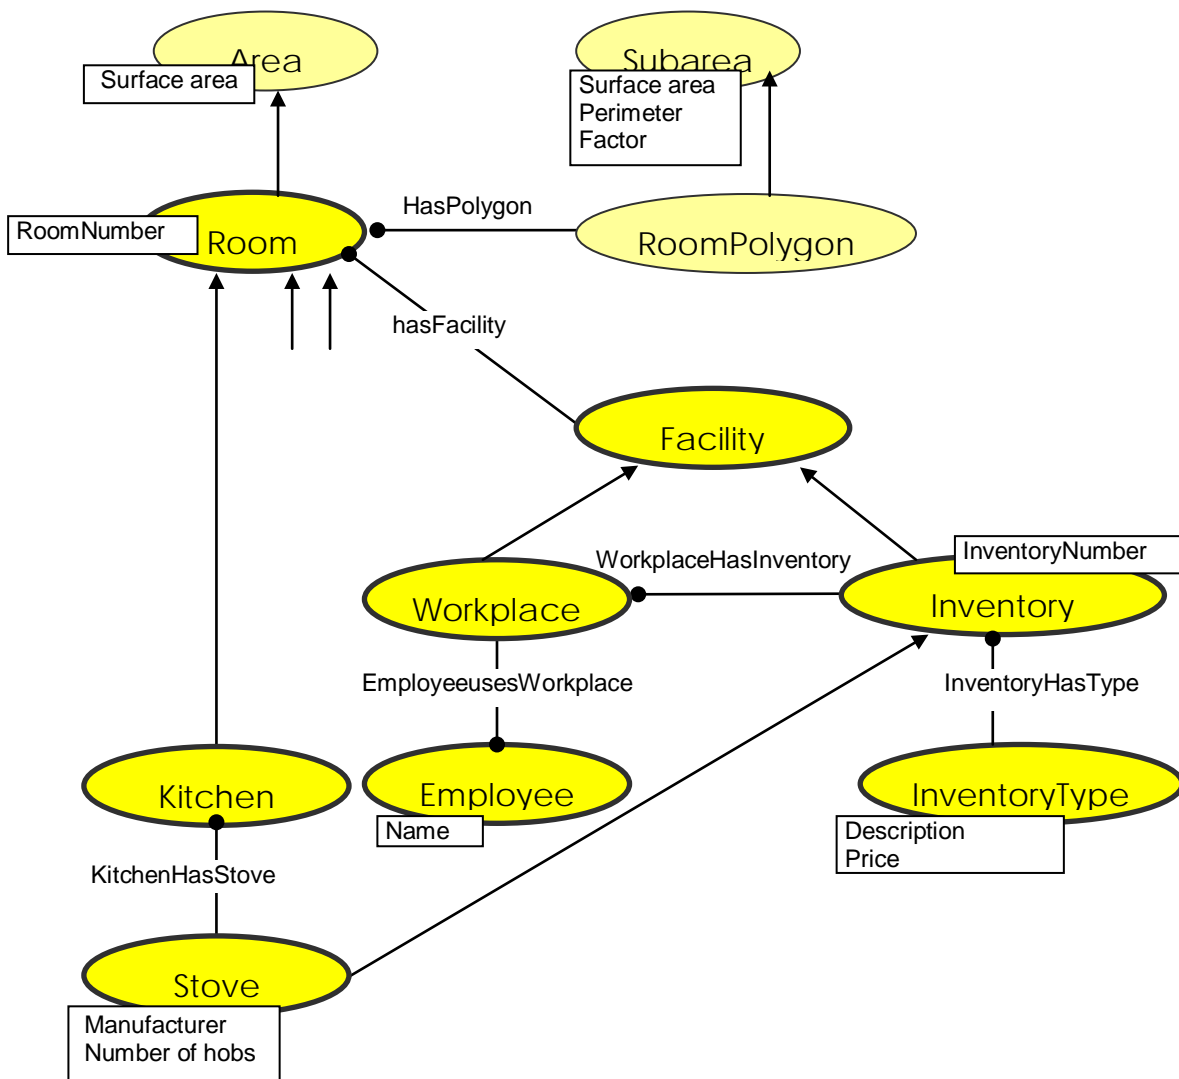 Area
Surface area
Subarea
Surface area
Perimeter
Factor
HasPolygon
RoomNumber
Room
RoomPolygon
hasFacility
Facility
WorkplaceHasInventory
InventoryNumber
Workplace
Inventory
EmployeeusesWorkplace
InventoryHasType
Kitchen
Employee
InventoryType
Name
Description
Price
KitchenHasStove
Stove
Manufacturer
Number of hobs